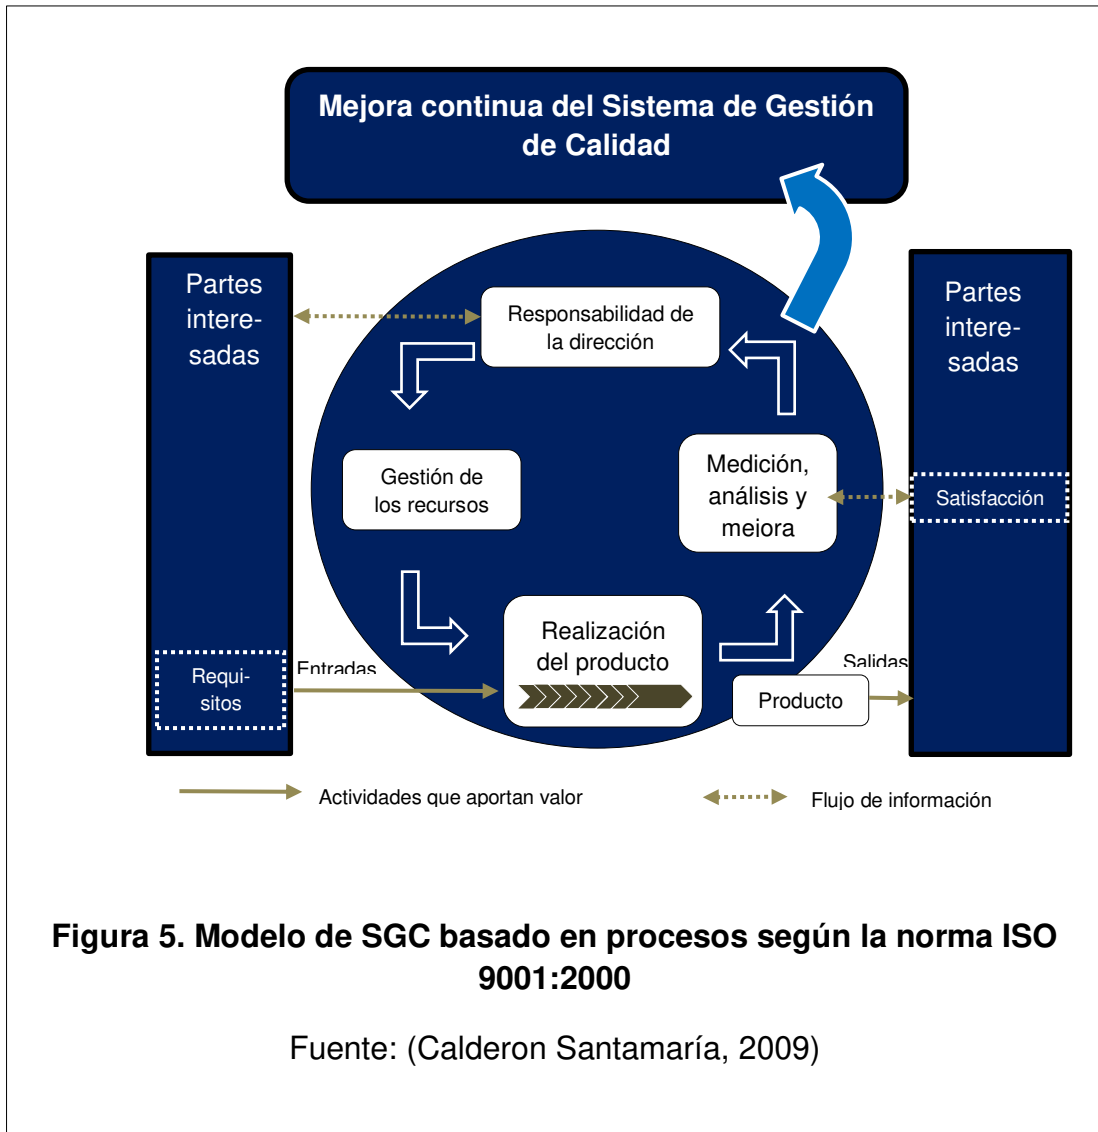 Mejora continua del Sistema de Gestión
de Calidad
Partes
intere-
sadas
Responsabilidad de
la dirección
Partes
intere-
sadas
Gestión de
los recursos
Medición,
análisis y
mejora
Satisfacción
Realización
del producto
Requi-
sitos
Entradas
Salidas
Producto
Actividades que aportan valor
Flujo de información
Figura 5. Modelo de SGC basado en procesos según la norma ISO
9001:2000
Fuente: (Calderon Santamaría, 2009)